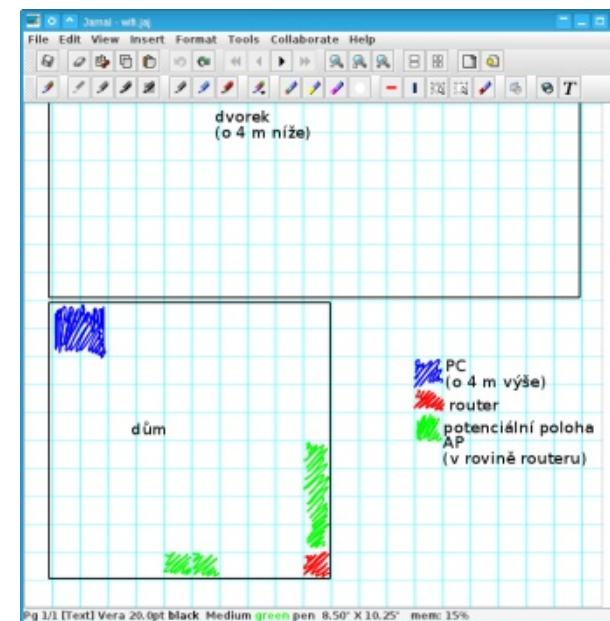 Jarnal - wifi.jaj
File Edit View Insert Format Tools Collaborate Help
T
dvorek
(o 4 m níže)
PC
(o 4 m výše)
router
dům
potenciální poloha
AP
(v rovině routeru)
Pg 1/1 [Text] Vera 20.0pt black Medium green pen 8.50" X 10.25" mem: 15%